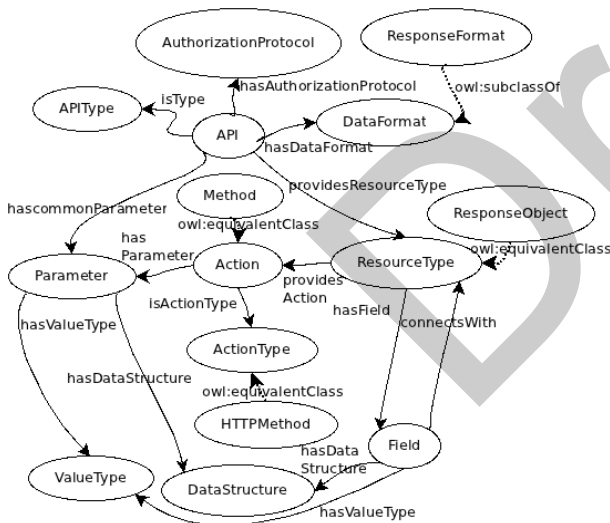 AuthorizationProtocol
ResponseFormat
hasAuthorizationProtocol
owl:subclassOf
APIType
isType
API
DataFormat
hasDataFormat
Method
providesResourceType
hascommonParameter
owl:equivalentClass
ResponseObject
has
Parameter
Parameter
Action
provides
Action
ResourceType
owl:equivalentClass
isActionType
hasField
connectsWith
hasValueType
ActionType
hasDataStructure
owl:equivalentClass
HTTPMethod
Field
hasData
Structure
ValueType
DataStructure
hasValueType
Dr